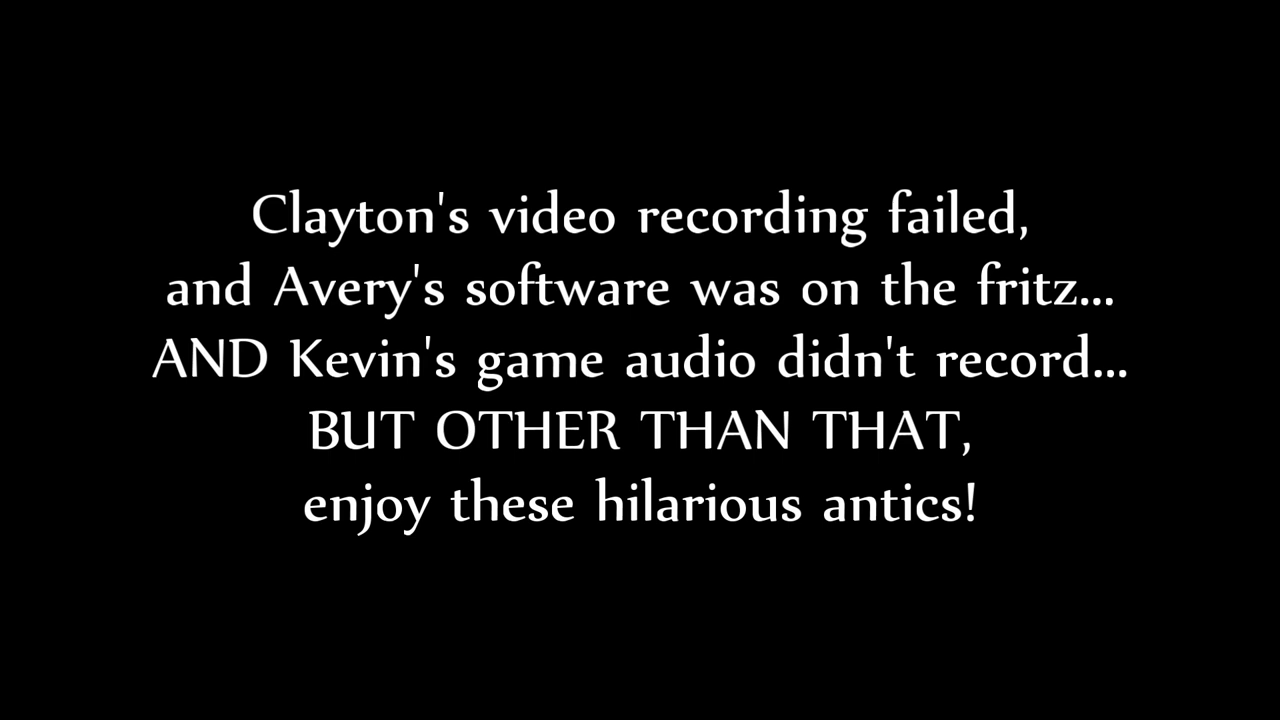 Clayton's video recording failed,
and Avery's software was on the fritz...
AND Kevin's game audio didn't record...
BUT OTHER THAN THAT,
enjoy these hilarious antics!